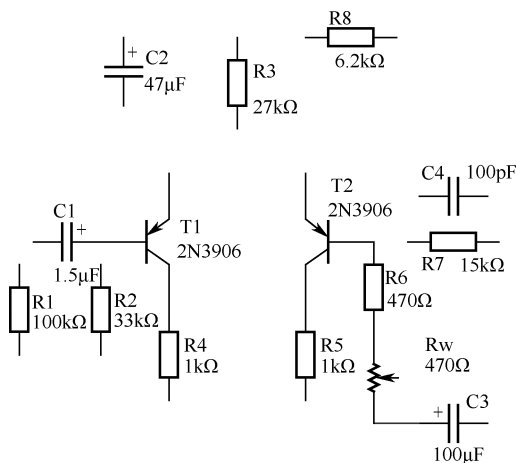 R8
6.2kΩ
+
C2
47μF
R3
27kΩ
C4
100pF
T2
2N3906
C1
+
T1
2N3906
1.5μF
R7
15kΩ
R6
470Ω
R1
100kΩ
R2
33kΩ
R4
1kΩ
R5
1kΩ
Rw
470Ω
C3
+
100μF